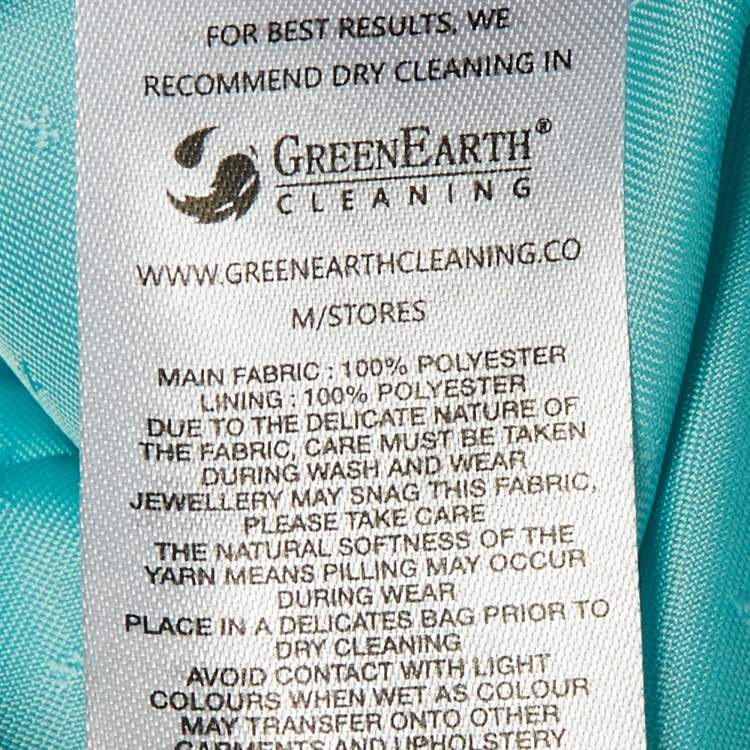 FOR BEST RESULTS, WE
RECOMMEND DRY CLEANING IN
GREENEARTH®
CLEANING
WWW.GREENEARTHCLEANING.CO
M/STORES
MAIN FABRIC : 100% POLYESTER
LINING : 100% POLYESTER
DUE TO THE DELICATE NATURE OF
THE FABRIC, CARE MUST BE TAKEN
DURING WASH AND WEAR
JEWELLERY MAY SNAG THIS FABRIC,
PLEASE TAKE CARE
THE NATURAL SOFTNESS OF THE
YARN MEANS PILLING MAY OCCUR
DURING WEAR
PLACE IN A DELICATES BAG PRIOR TO
DRY CLEANING
AVOID CONTACT WITH LIGHT
COLOURS WHEN WET AS COLOUR
MAY TRANSFER ONTO OTHER
GARMENTS AND UPHOLSTERY